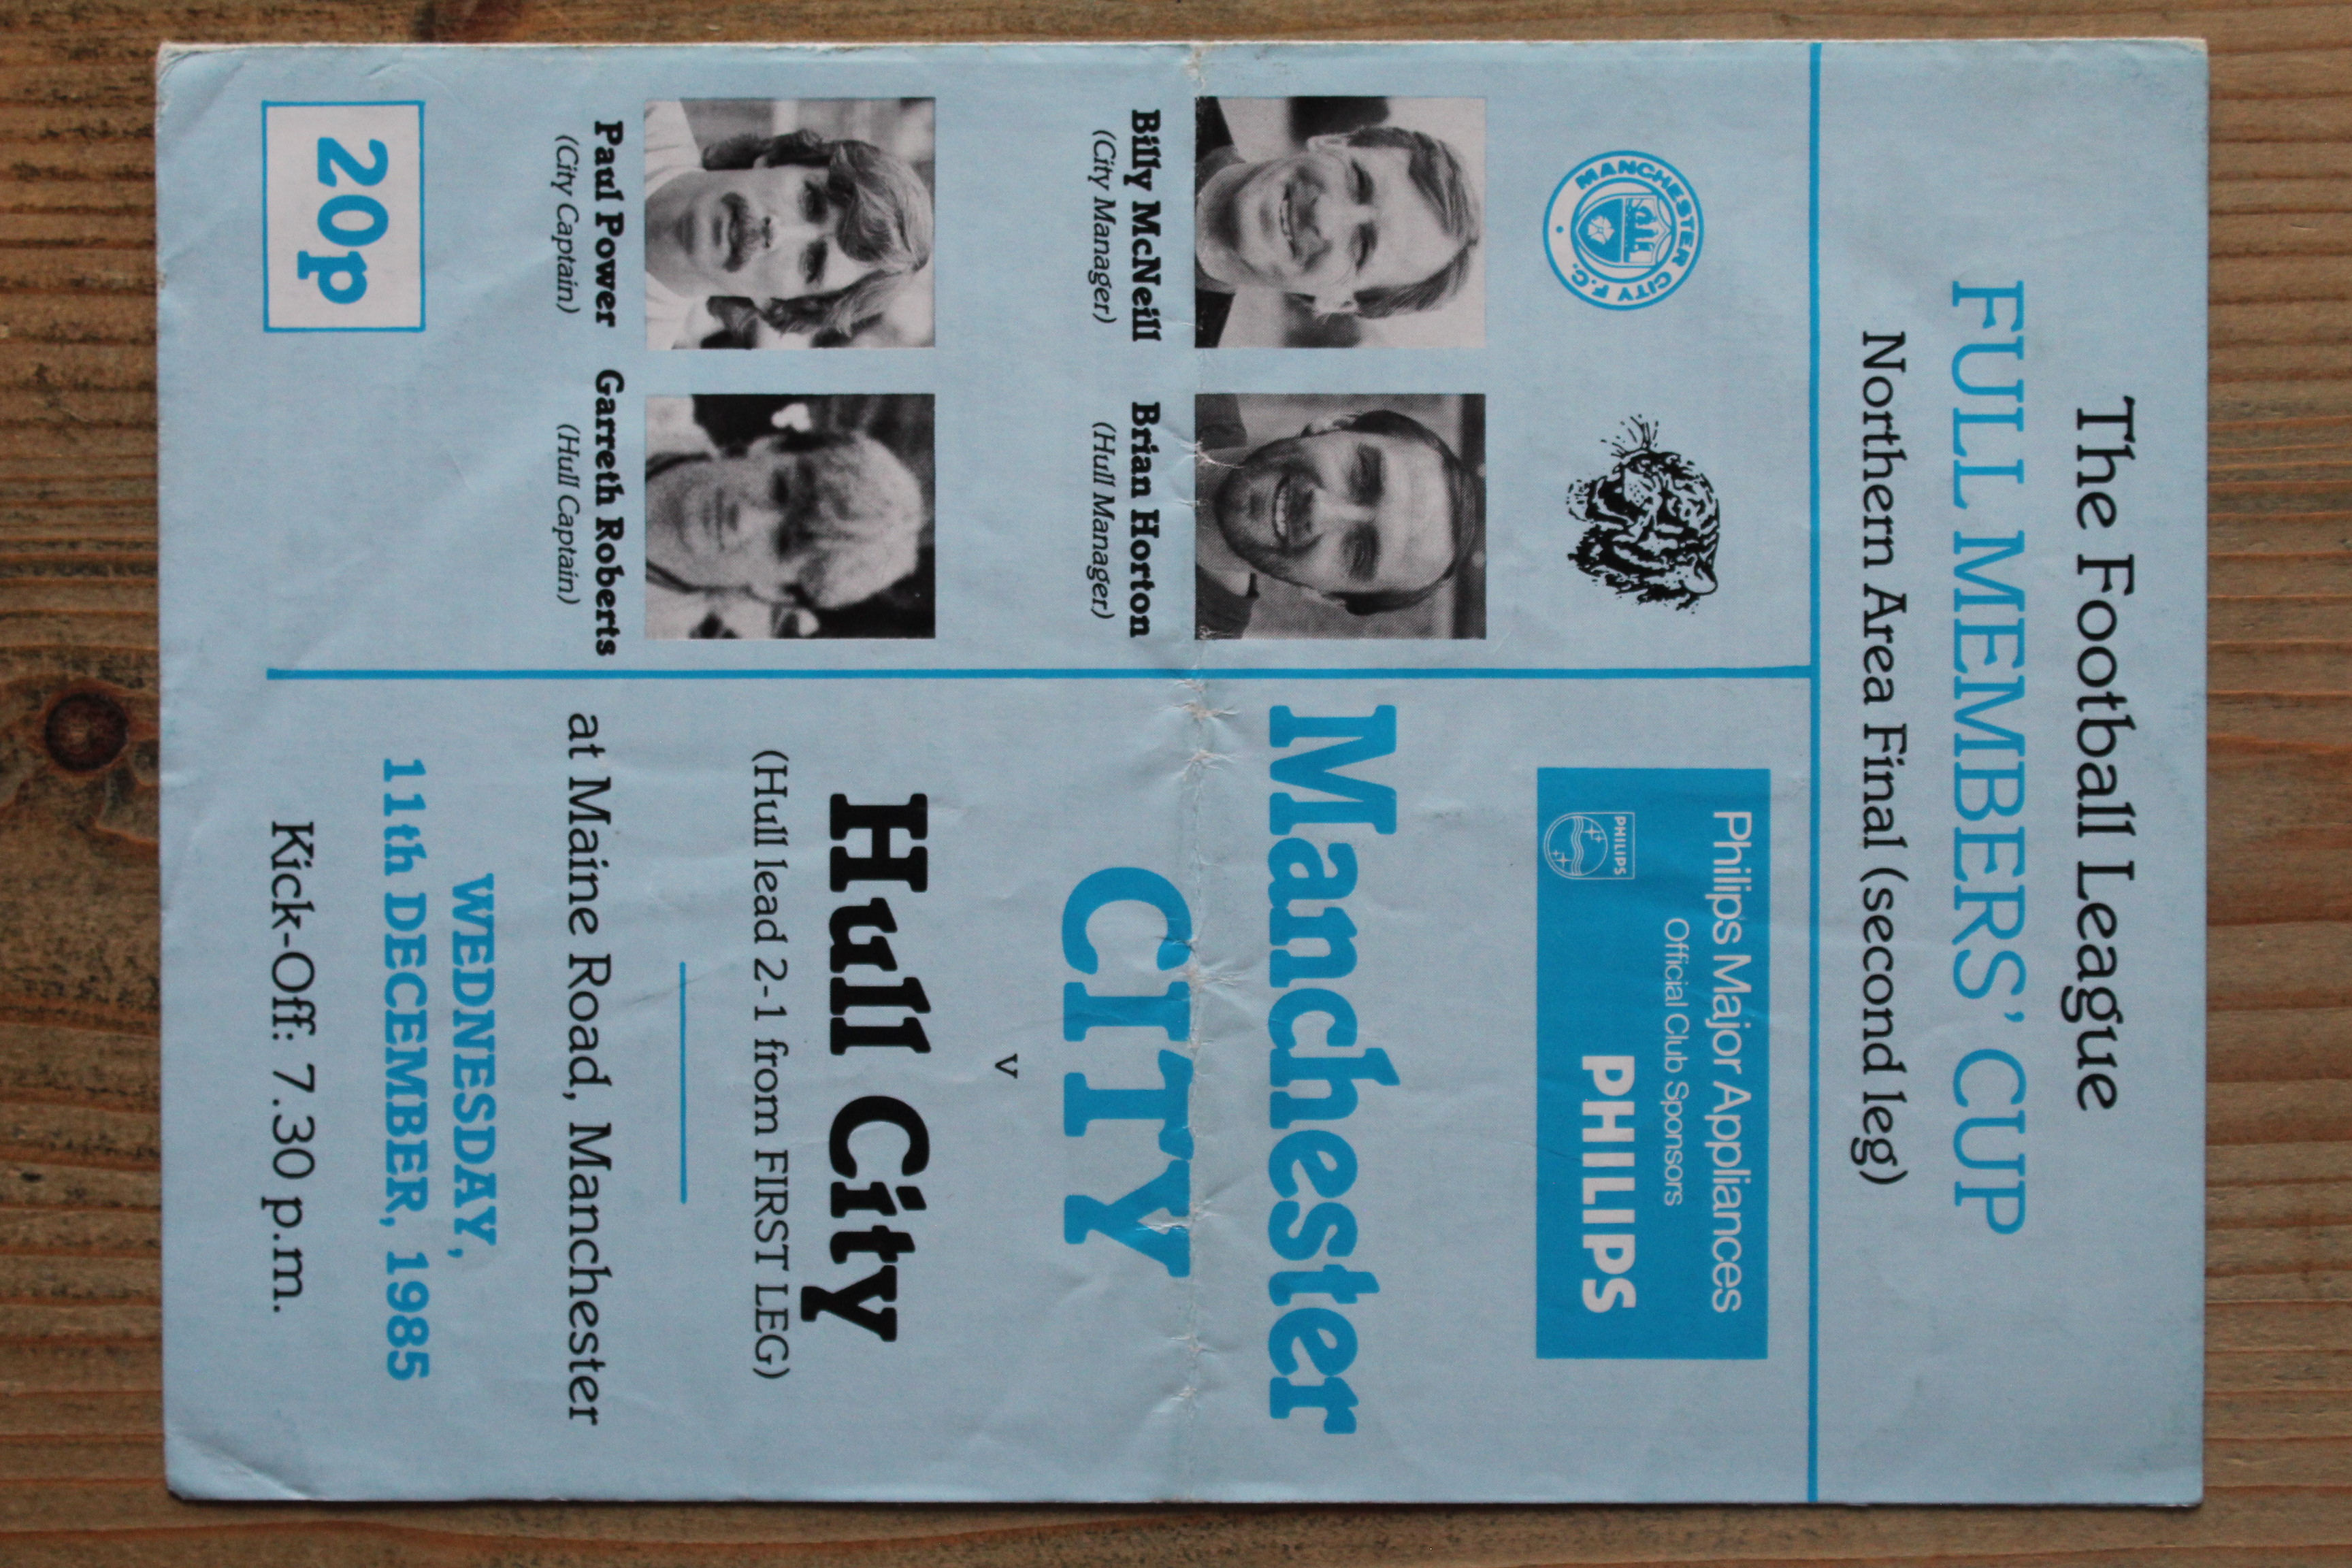 The Football League
FULL MEMBERS' CUP
Northern Area Final (second leg)
MANCHESTER CITY F.C.
Billy McNeill
(City Manager)
Brian Horton
(Hull Manager)
Paul Power
(City Captain)
Garreth Roberts
(Hull Captain)
20p
Philips Major Appliances
Official Club Sponsors
PHILIPS
PHILIPS
Manchester
CITY
v
Hull City
(Hull lead 2-1 from FIRST LEG)
at Maine Road, Manchester
WEDNESDAY,
11th DECEMBER, 1985
Kick-Off: 7.30 p.m.